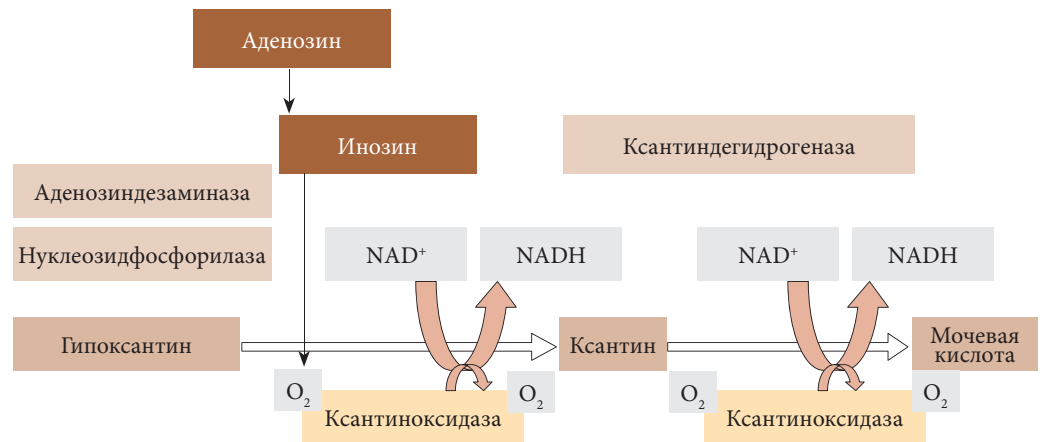 Аденозин
Инозин
Ксантиндегидрогеназа
Аденозиндезаминаза
Нуклеозидфосфорилаза
NAD⁺
NADH
NAD⁺
NADH
Гипоксантин
Ксантин
Мочевая
кислота
O₂
Ксантиноксидаза
O₂
O₂
Ксантиноксидаза
O₂